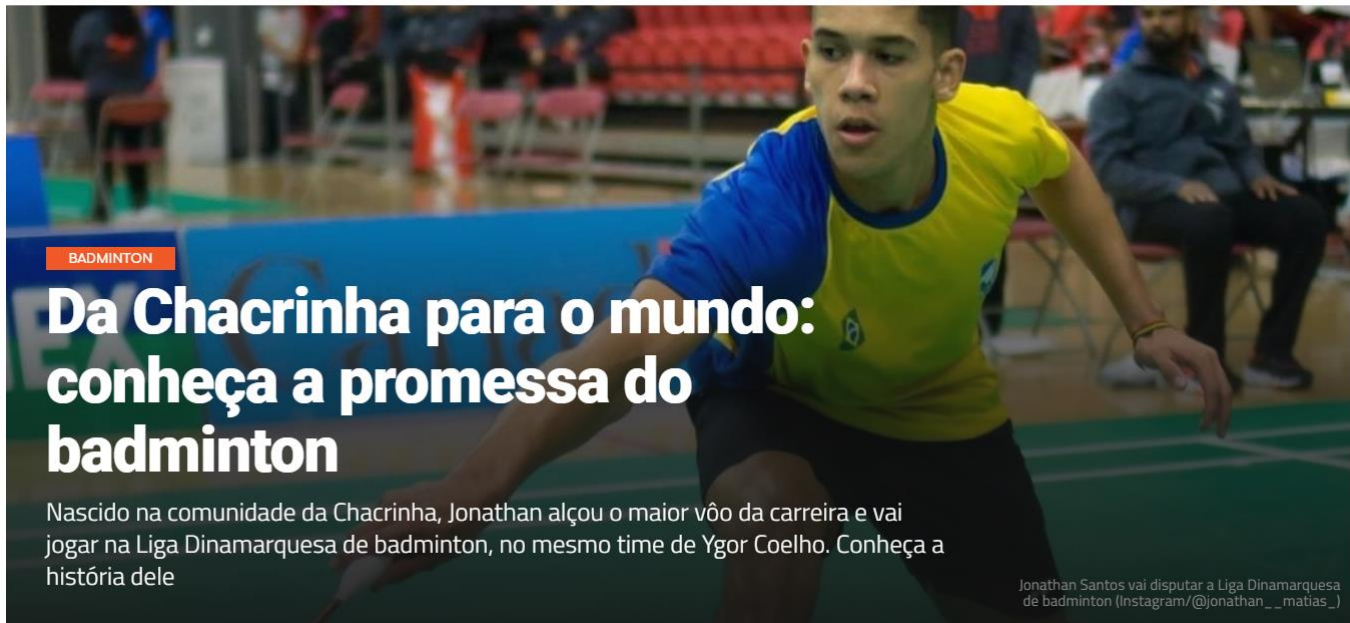 BADMINTON
Da Chacrinha para o mundo:
conheça a promessa do
badminton
Nascido na comunidade da Chacrinha, Jonathan alçou o maior vôo da carreira e vai
jogar na Liga Dinamarquesa de badminton, no mesmo time de Ygor Coelho. Conheça a
história dele
Jonathan Santos vai disputar a Liga Dinamarquesa
de badminton (Instagram/@jonathan__matias_)
EX
Canad